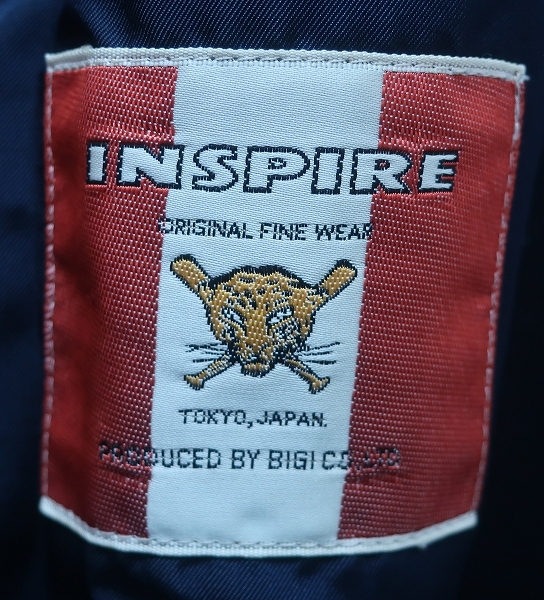 INSPIRE
ORIGINAL FINE WEAR
TOKYO, JAPAN.
PRODUCED BY BIGI CO., LTD